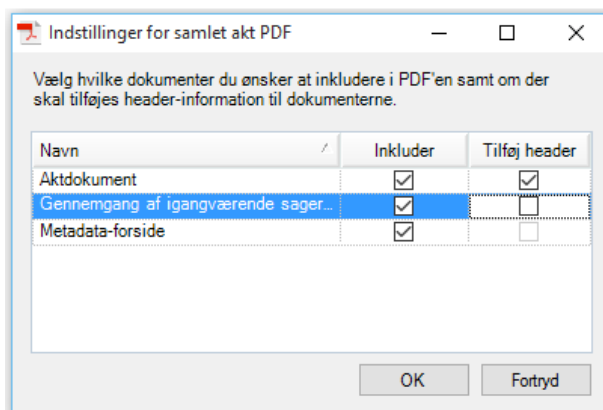 Indstillinger for samlet akt PDF
Vælg hvilke dokumenter du ønsker at inkludere i PDF'en samt om der
skal tilføjes header-information til dokumenterne.
Navn Inkluder Tilføj header
Aktdokument
Gennemgang af igangværende sager...
Metadata-forside
OK Fortryd